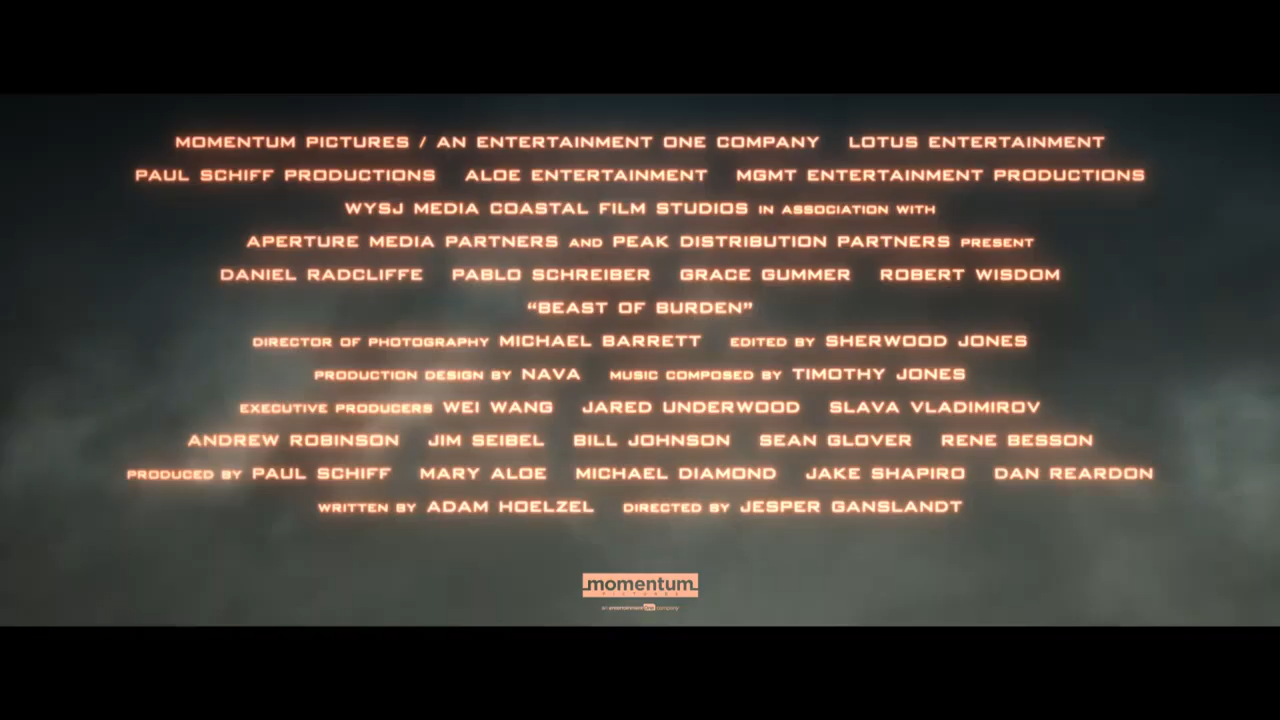 MOMENTUM PICTURES / AN ENTERTAINMENT ONE COMPANY LOTUS ENTERTAINMENT
PAUL SCHIFF PRODUCTIONS ALOE ENTERTAINMENT MGMT ENTERTAINMENT PRODUCTIONS
WYSJ MEDIA COASTAL FILM STUDIOS IN ASSOCIATION WITH
APERTURE MEDIA PARTNERS AND PEAK DISTRIBUTION PARTNERS PRESENT
DANIEL RADCLIFFE PABLO SCHREIBER GRACE GUMMER ROBERT WISDOM
“BEAST OF BURDEN”
DIRECTOR OF PHOTOGRAPHY MICHAEL BARRETT EDITED BY SHERWOOD JONES
PRODUCTION DESIGN BY NAVA MUSIC COMPOSED BY TIMOTHY JONES
EXECUTIVE PRODUCERS WEI WANG JARED UNDERWOOD SLAVA VLADIMIROV
ANDREW ROBINSON JIM SEIBEL BILL JOHNSON SEAN GLOVER RENE BESSON
PRODUCED BY PAUL SCHIFF MARY ALOE MICHAEL DIAMOND JAKE SHAPIRO DAN REARDON
WRITTEN BY ADAM HOELZEL DIRECTED BY JESPER GANSLANDT
momentum
PICTURES
an entertainment one company